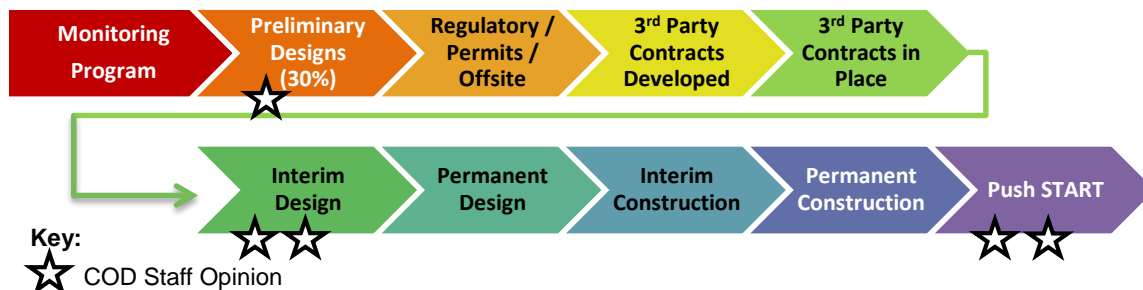 Monitoring
Program
Preliminary
Designs
(30%)
Regulatory /
Permits /
Offsite
3rd Party
Contracts
Developed
3rd Party
Contracts in
Place
Interim
Design
Permanent
Design
Interim
Construction
Permanent
Construction
Push START
Key:
COD Staff Opinion